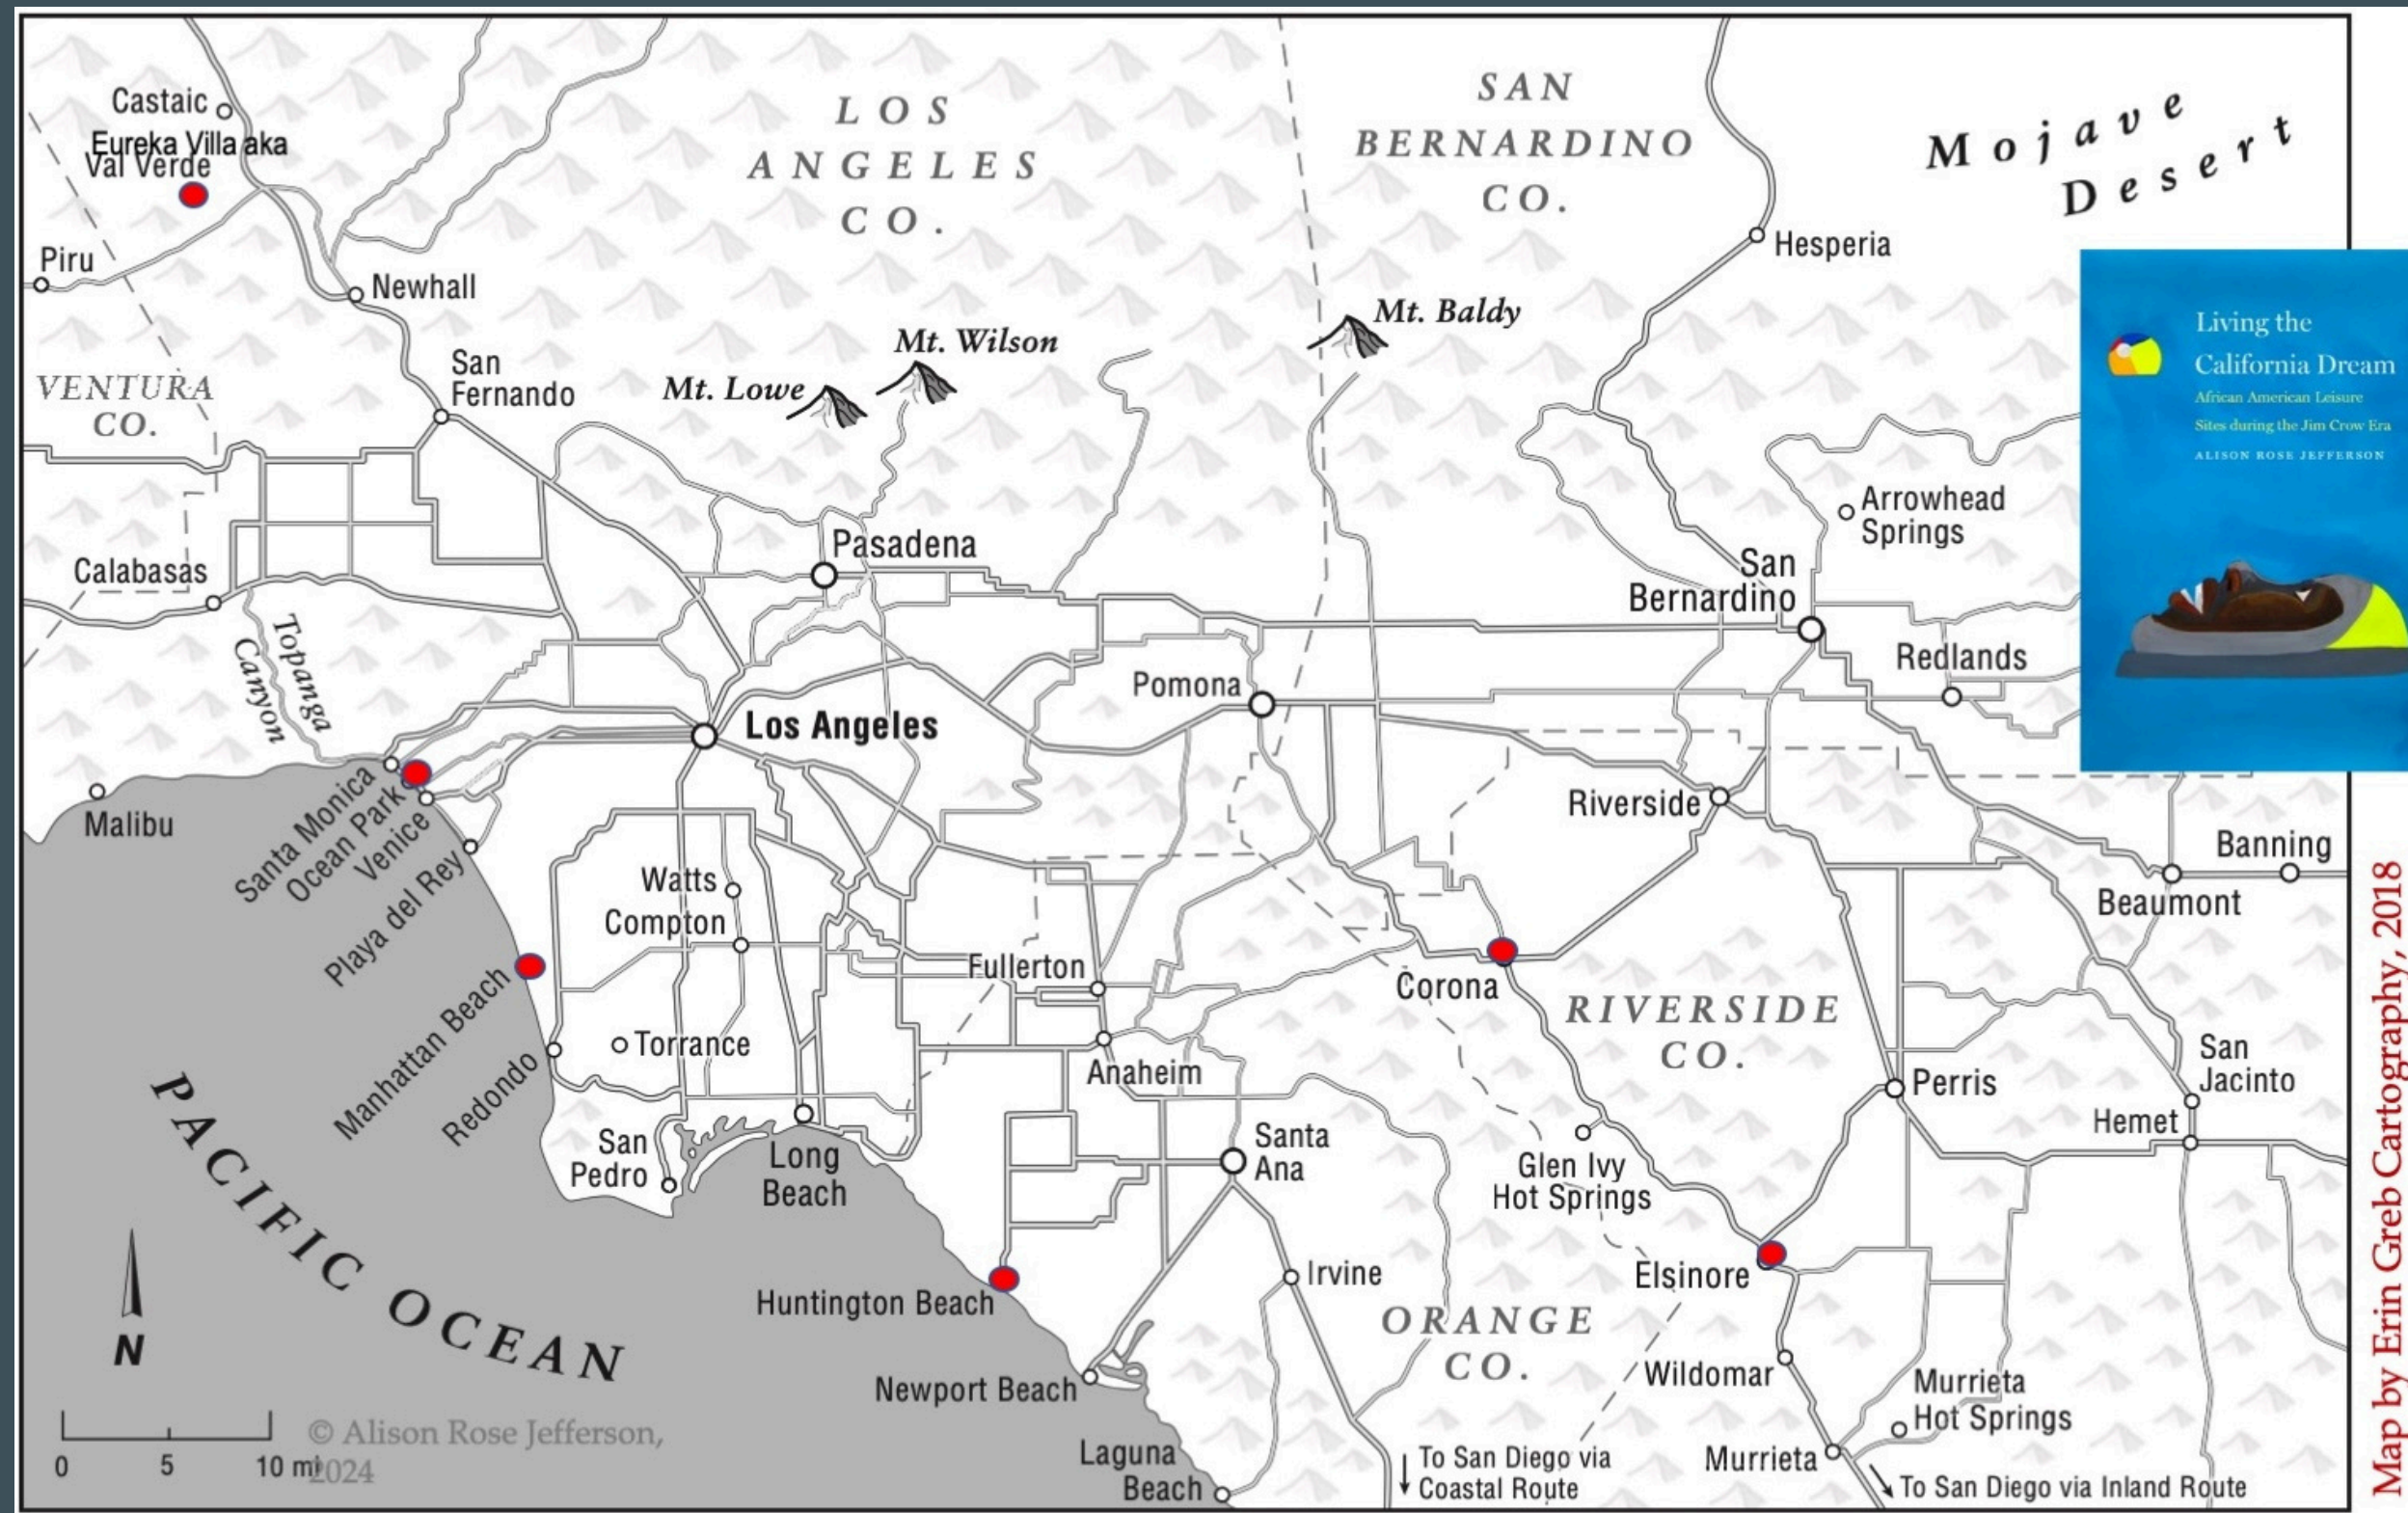 LOS
ANGELES
CO.
SAN
BERNARDINO
CO.
Mojave
Desert
Castaic
Eureka Villa aka
Val Verde
Piru
Newhall
Hesperia
Mt. Baldy
Mt. Wilson
Mt. Lowe
San
Fernando
VENTURA
CO.
Living the
California Dream
African American Leisure
Sites during the Jim Crow Era
ALISON ROSE JEFFERSON
Arrowhead
Springs
Pasadena
Calabasas
San
Bernardino
Topanga
Canyon
Redlands
Pomona
Los Angeles
Malibu
Santa Monica
Ocean Park
Venice
Playa del Rey
Riverside
Banning
Beaumont
Watts
Compton
Fullerton
Corona
Manhattan Beach
RIVERSIDE
CO.
Torrance
Redondo
Anaheim
San
Jacinto
Perris
Hemet
PACIFIC OCEAN
San
Pedro
Long
Beach
Santa
Ana
Glen Ivy
Hot Springs
Huntington Beach
Irvine
Elsinore
ORANGE
CO.
N
Newport Beach
Wildomar
Murrieta
Hot Springs
Laguna
Beach
To San Diego via
Coastal Route
Murrieta
To San Diego via Inland Route
0 5 10 mi
© Alison Rose Jefferson,
2024
Map by Erin Greb Cartography, 2018